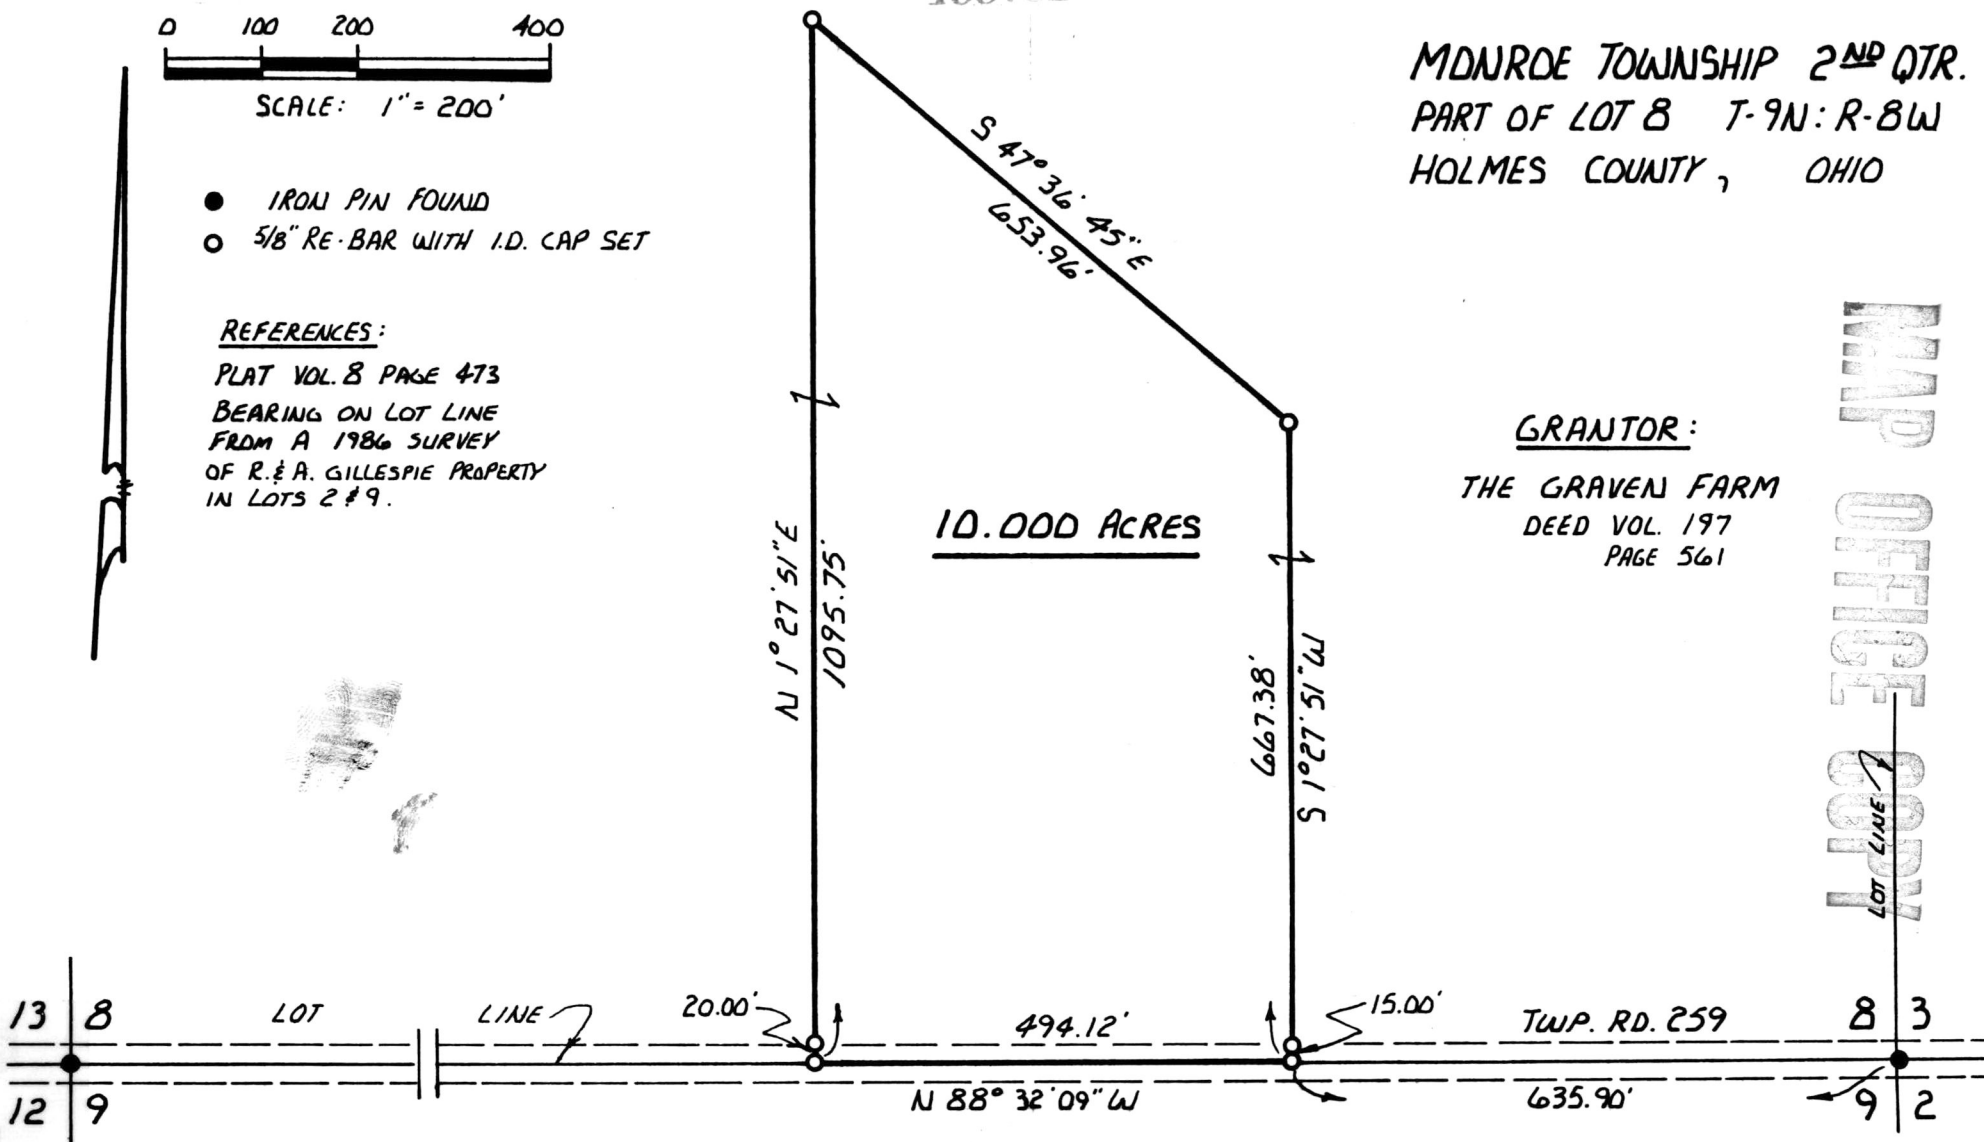 0 100 200 400
SCALE: 1" = 200'
IRON PIN FOUND
5/8" RE-BAR WITH I.D. CAP SET
REFERENCES:
PLAT VOL. 8 PAGE 473
BEARING ON LOT LINE
FROM A 1986 SURVEY
OF R. & A. GILLESPIE PROPERTY
IN LOTS 2 & 9.
MONROE TOWNSHIP 2ND QTR.
PART OF LOT 8 T-9N: R-8W
HOLMES COUNTY, OHIO
S 47° 36' 45" E
653.96'
10.000 ACRES
N 1° 27' 51" E
1095.75'
667.38'
S 1° 27' 51" W
GRANTOR:
THE GRAVEN FARM
DEED VOL. 197
PAGE 561
MAP OFFICE COPY
LOT LINE
13 8
LOT LINE
20.00'
494.12'
15.00'
TWP. RD. 259
8 3
12 9
N 88° 32' 09" W
635.90'
9 2